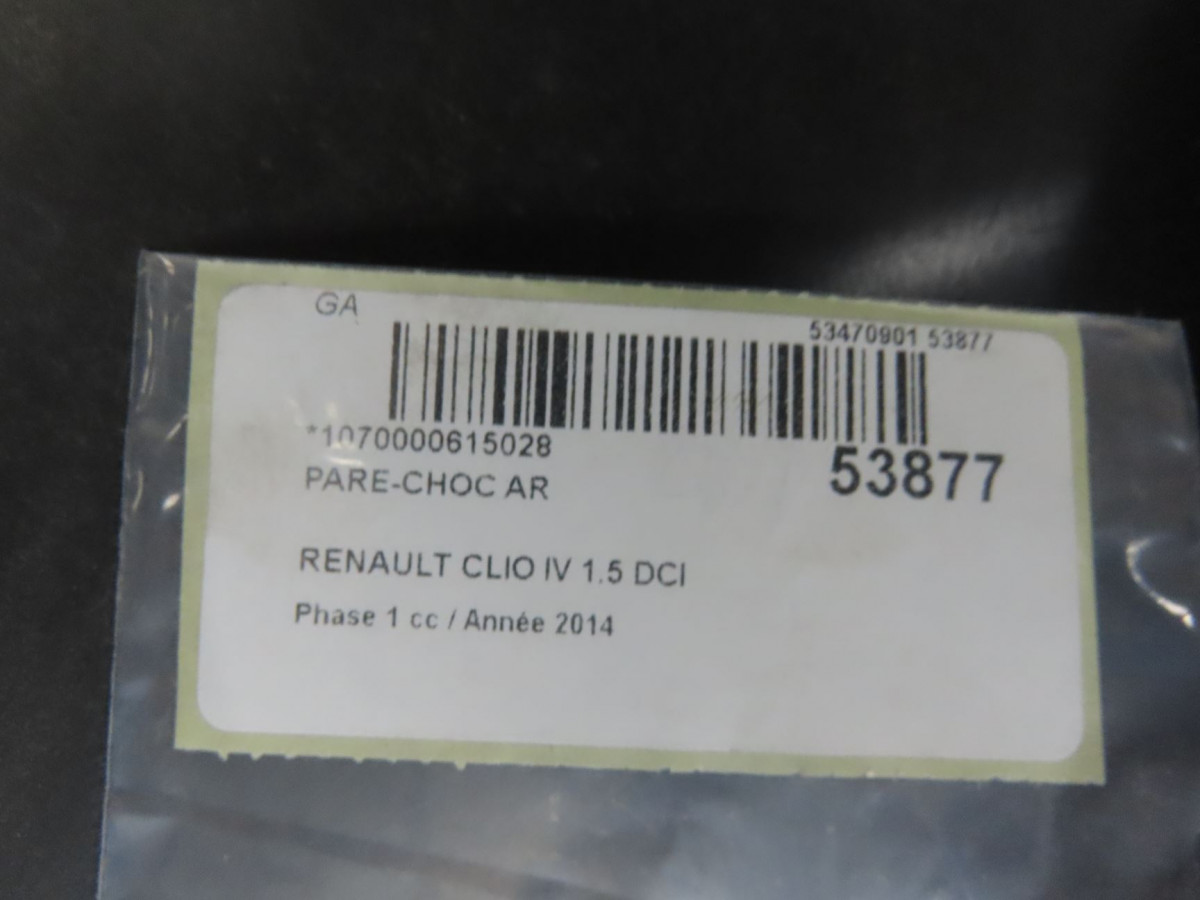 GA
53470901 53877
*1070000615028
53877
PARE-CHOC AR
RENAULT CLIO IV 1.5 DCI
Phase 1 cc / Année 2014